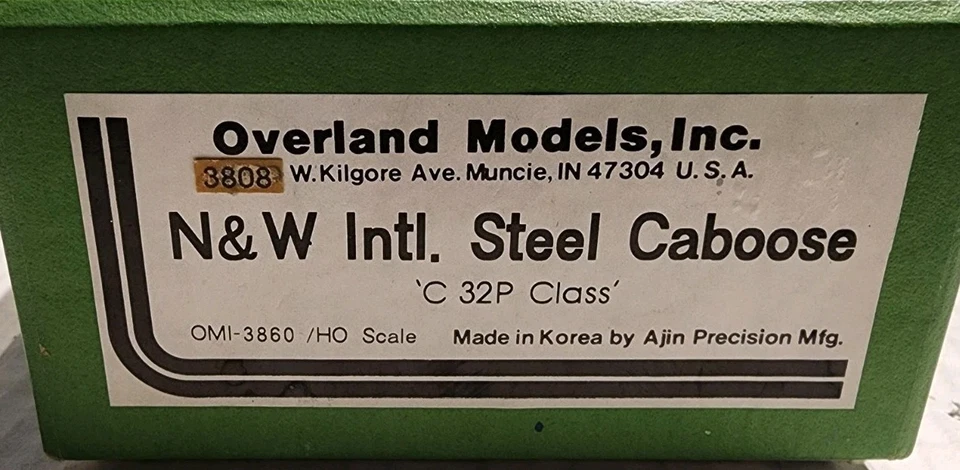 Overland Models, Inc.
3808 W. Kilgore Ave. Muncie, IN 47304 U. S. A.
N&W Intl. Steel Caboose
'C 32P Class'
OMI-3860 /HO Scale Made in Korea by Ajin Precision Mfg.